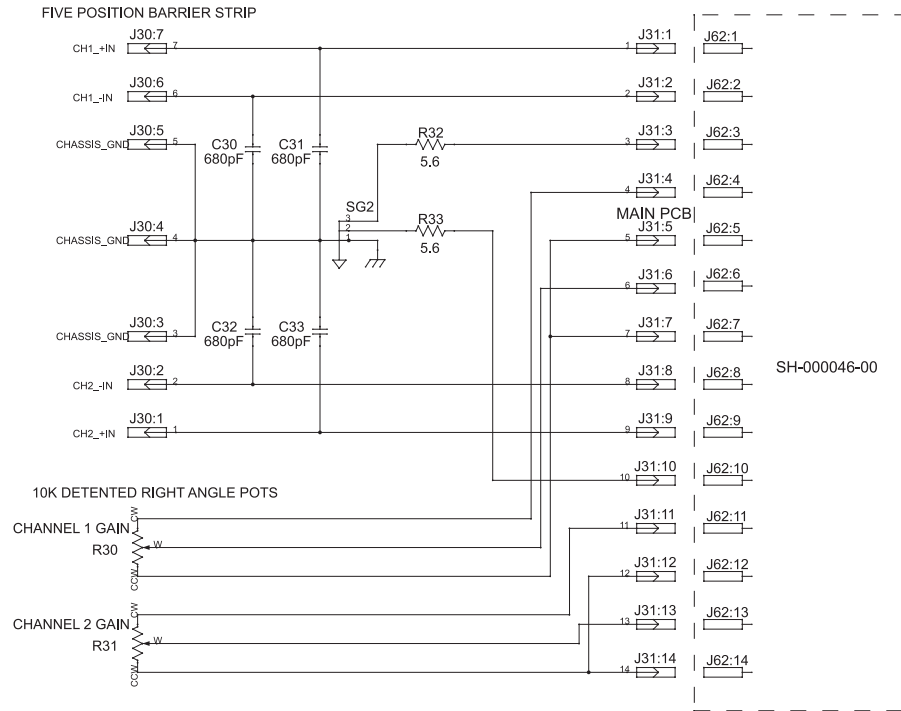 FIVE POSITION BARRIER STRIP
J30:7
CH1_+IN
7
1
J31:1
J62:1
J30:6
CH1_-IN
6
2
J31:2
J62:2
J30:5
CHASSIS_GND
5
C30
680pF
C31
680pF
R32
5.6
3
J31:3
J62:3
4
J31:4
J62:4
SG2
3
2
1
MAIN PCB
J30:4
CHASSIS_GND
4
R33
5.6
5
J31:5
J62:5
6
J31:6
J62:6
J30:3
CHASSIS_GND
3
C32
680pF
C33
680pF
7
J31:7
J62:7
SH-000046-00
J30:2
CH2_-IN
2
8
J31:8
J62:8
J30:1
CH2_+IN
1
9
J31:9
J62:9
10
J31:10
J62:10
10K DETENTED RIGHT ANGLE POTS
CW
CHANNEL 1 GAIN
R30
W
CCW
11
J31:11
J62:11
12
J31:12
J62:12
CW
CHANNEL 2 GAIN
R31
W
CCW
13
J31:13
J62:13
14
J31:14
J62:14